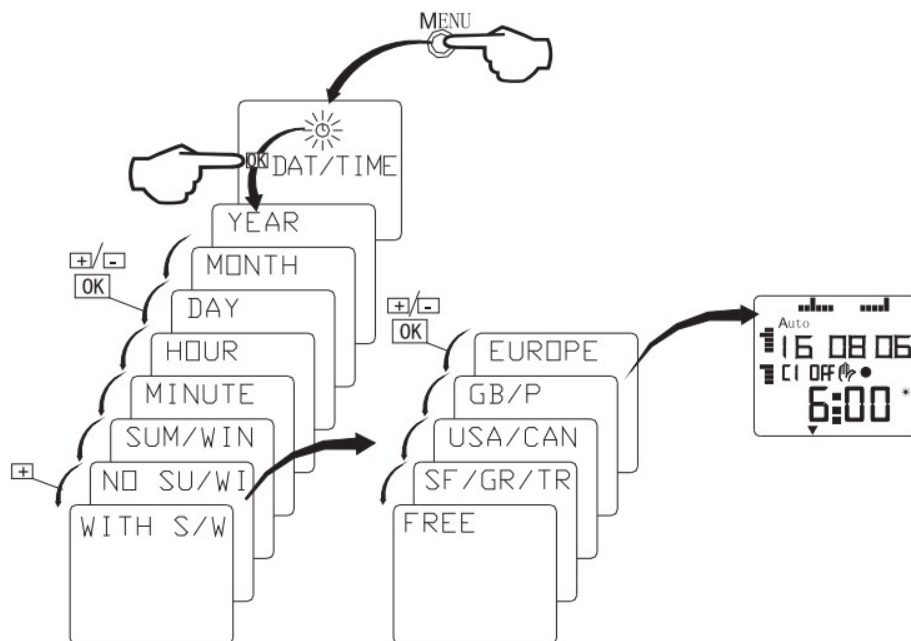 MENU
OK
DAT/TIME
YEAR
+/-
OK
MONTH
DAY
HOUR
MINUTE
SUM/WIN
+
NO SU/WI
WITH S/W
+/-
OK
EUROPE
GB/P
USA/CAN
SF/GR/TR
FREE
Auto
16 08 06
C1 OFF
6:00